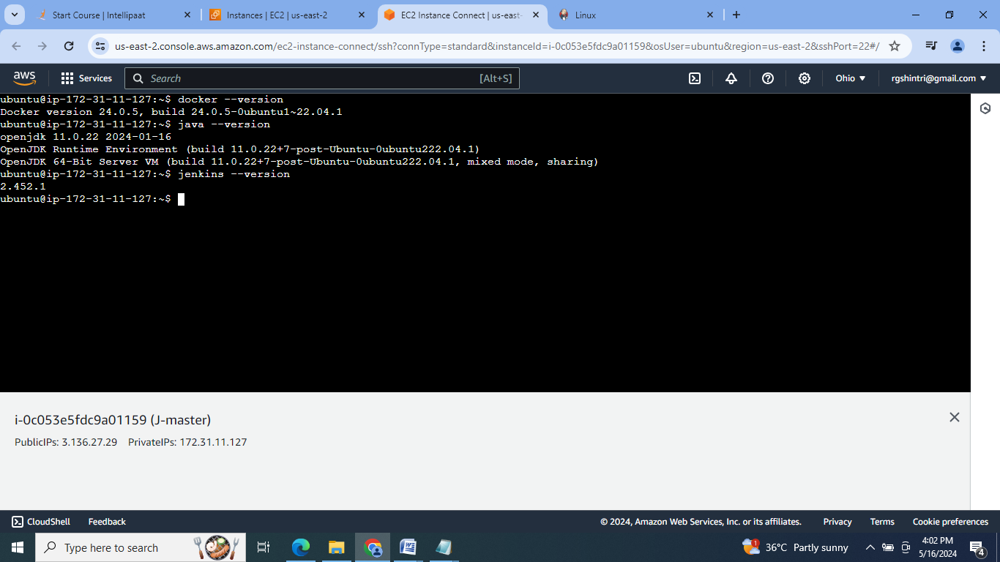 Start Course | Intellipaat
Instances | EC2 | us-east-2
EC2 Instance Connect | us-east-
Linux
us-east-2.console.aws.amazon.com/ec2-instance-connect/ssh?connType=standard&instanceId=i-0c053e5fdc9a01159&osUser=ubuntu&region=us-east-2&sshPort=22#/
aws
Services
Search
[Alt+S]
Ohio
rgshintri@gmail.com
ubuntu@ip-172-31-11-127:~$ docker --version
Docker version 24.0.5, build 24.0.5-0ubuntu1~22.04.1
ubuntu@ip-172-31-11-127:~$ java --version
openjdk 11.0.22 2024-01-16
OpenJDK Runtime Environment (build 11.0.22+7-post-Ubuntu-0ubuntu222.04.1)
OpenJDK 64-Bit Server VM (build 11.0.22+7-post-Ubuntu-0ubuntu222.04.1, mixed mode, sharing)
ubuntu@ip-172-31-11-127:~$ jenkins --version
2.452.1
ubuntu@ip-172-31-11-127:~$
i-0c053e5fdc9a01159 (J-master)
PublicIPs: 3.136.27.29 PrivateIPs: 172.31.11.127
CloudShell
Feedback
© 2024, Amazon Web Services, Inc. or its affiliates.
Privacy
Terms
Cookie preferences
Type here to search
1
36°C Partly sunny
4:02 PM
5/16/2024
4